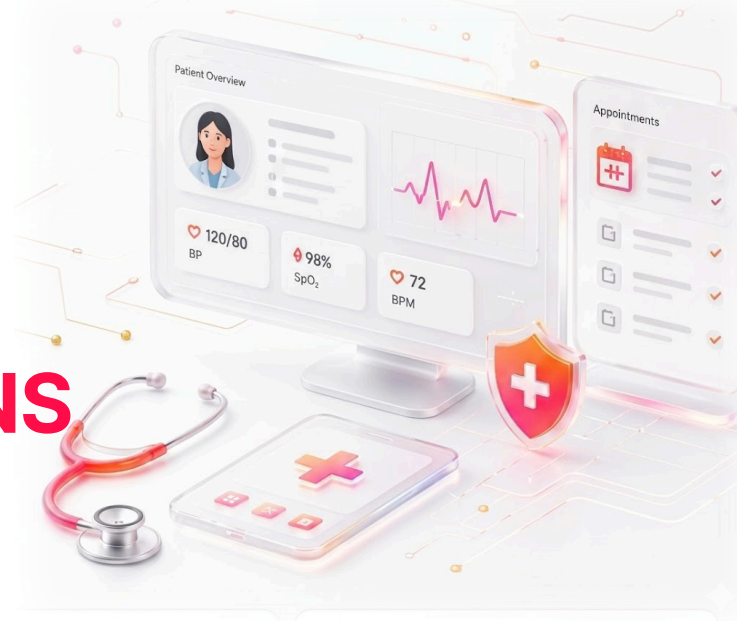 Patient Overview
120/80
BP
98%
SpO₂
72
BPM
Appointments
NS